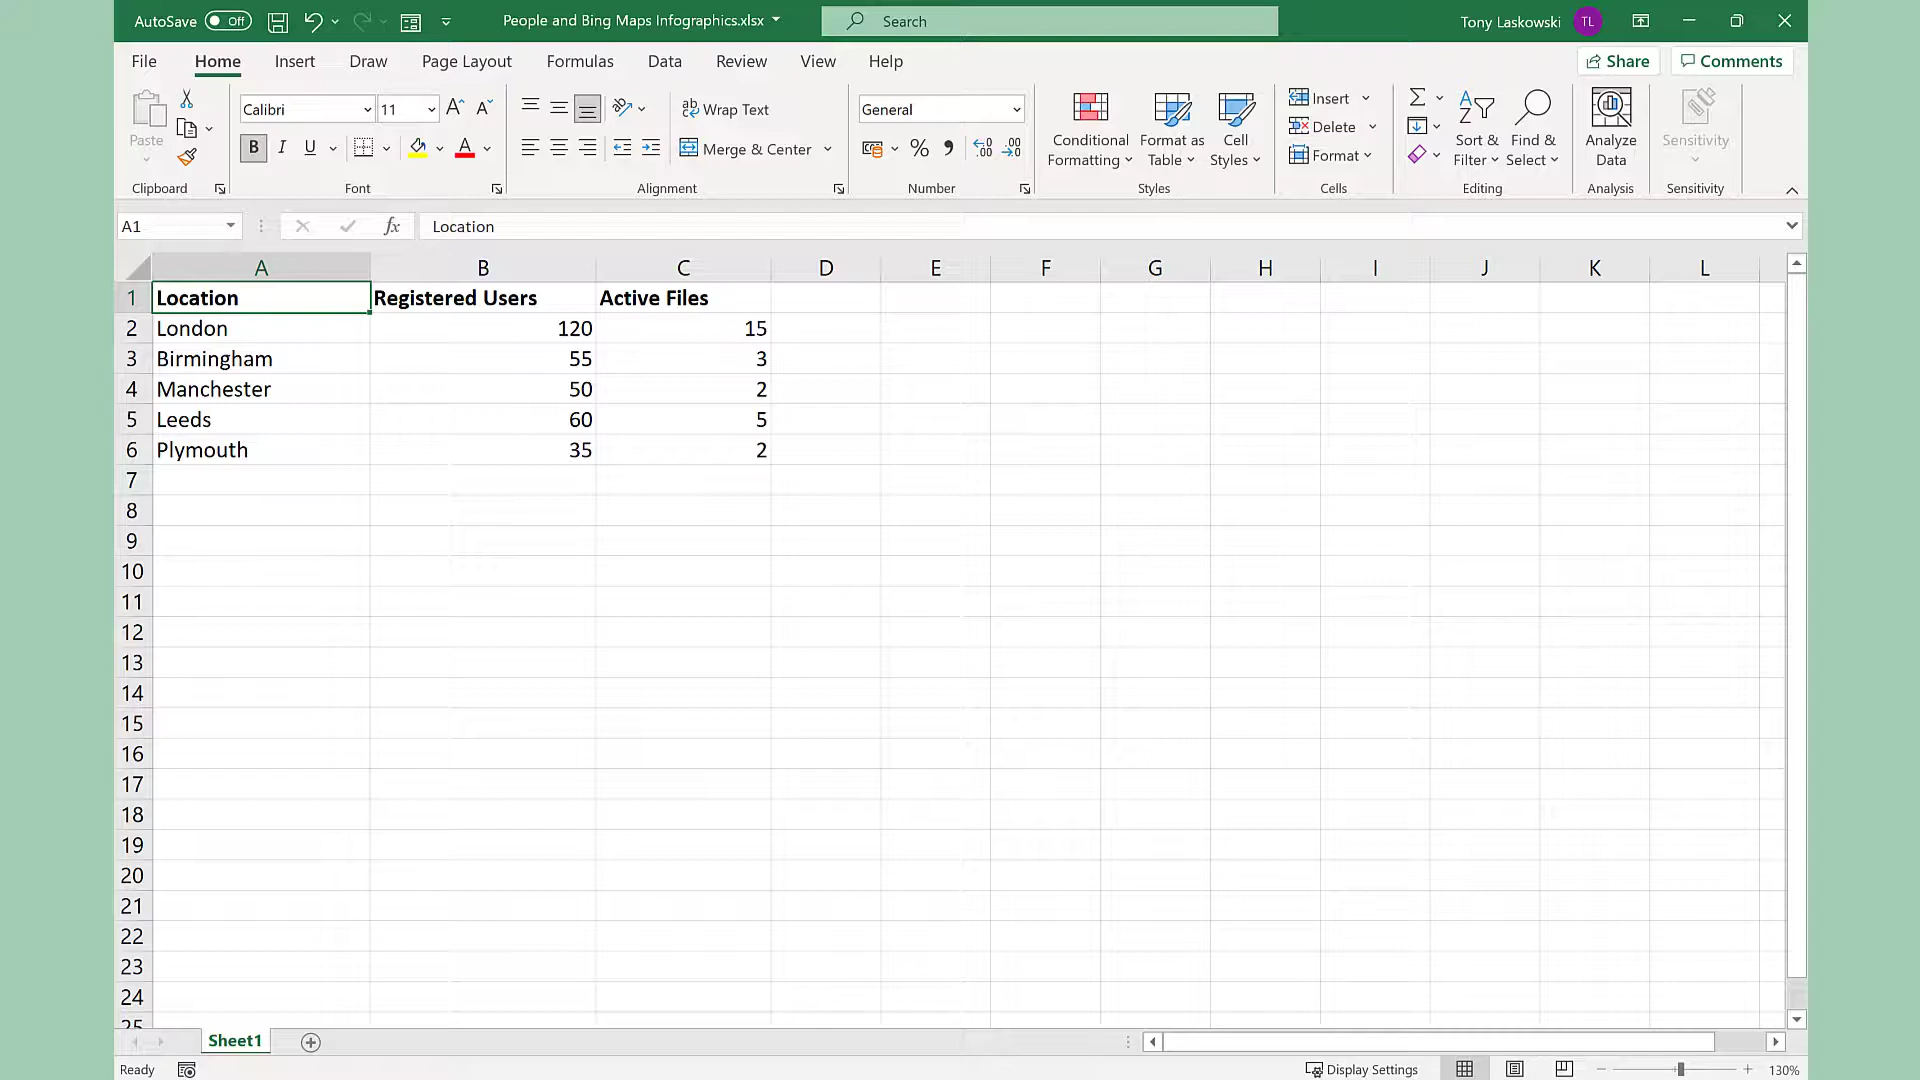 AutoSave Off People and Bing Maps Infographics.xlsx Search Tony Laskowski TL
File Home Insert Draw Page Layout Formulas Data Review View Help Share Comments
Paste
Clipboard
Calibri 11
B I U A
Font
Wrap Text
Merge & Center
Alignment
General
% 9
Number
Conditional Formatting
Format as Table
Cell Styles
Styles
Insert
Delete
Format
Cells
Sort & Filter
Find & Select
Editing
Analyze Data
Analysis
Sensitivity
Sensitivity
A1 fx Location
A B C D E F G H I J K L
1 Location Registered Users Active Files
2 London 120 15
3 Birmingham 55 3
4 Manchester 50 2
5 Leeds 60 5
6 Plymouth 35 2
7
8
9
10
11
12
13
14
15
16
17
18
19
20
21
22
23
24
25
Sheet1
Ready Display Settings 130%